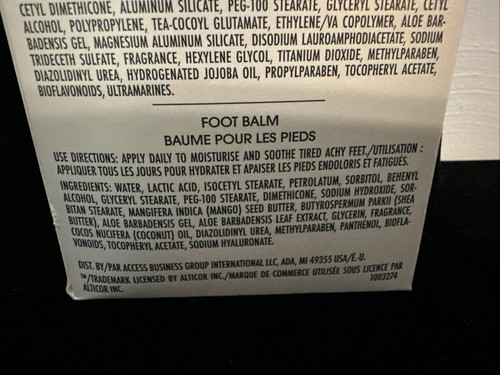 CETYL DIMETHICONE, ALUMINUM SILICATE, PEG-100 STEARATE, GLYCERYL STEARATE, CETYL
ALCOHOL, POLYPROPYLENE, TEA-COCOYL GLUTAMATE, ETHYLENE/VA COPOLYMER, ALOE BAR-
BADENSIS GEL, MAGNESIUM ALUMINUM SILICATE, DISODIUM LAUROAMPHODIACETATE, SODIUM
TRIDECETH SULFATE, FRAGRANCE, HEXYLENE GLYCOL, TITANIUM DIOXIDE, METHYLPARABEN,
DIAZOLIDINYL UREA, HYDROGENATED JOJOBA OIL, PROPYLPARABEN, TOCOPHERYL ACETATE,
BIOFLAVONOIDS, ULTRAMARINES.
FOOT BALM
BAUME POUR LES PIEDS
USE DIRECTIONS: APPLY DAILY TO MOISTURISE AND SOOTHE TIRED ACHY FEET./UTILISATION :
APPLIQUER TOUS LES JOURS POUR HYDRATER ET APAISER LES PIEDS ENDOLORIS ET FATIGUÉS.
INGREDIENTS: WATER, LACTIC ACID, ISOCETYL STEARATE, PETROLATUM, SORBITOL, BEHENYL
ALCOHOL, GLYCERYL STEARATE, PEG-100 STEARATE, DIMETHICONE, SODIUM HYDROXIDE, SOR-
BITAN STEARATE, MANGIFERA INDICA (MANGO) SEED BUTTER, BUTYROSPERMUM PARKII (SHEA
BUTTER), ALOE BARBADENSIS GEL, ALOE BARBADENSIS LEAF EXTRACT, GLYCERIN, FRAGRANCE,
COCOS NUCIFERA (COCONUT) OIL, DIAZOLIDINYL UREA, METHYLPARABEN, PANTHENOL, BIOFLA-
VONOIDS, TOCOPHERYL ACETATE, SODIUM HYALURONATE.
DIST. BY/PAR ACCESS BUSINESS GROUP INTERNATIONAL LLC, ADA, MI 49355 USA/É.-U.
™/TRADEMARK LICENSED BY ALTICOR INC./MARQUE DE COMMERCE UTILISÉE SOUS LICENCE PAR
ALTICOR INC. 1003274